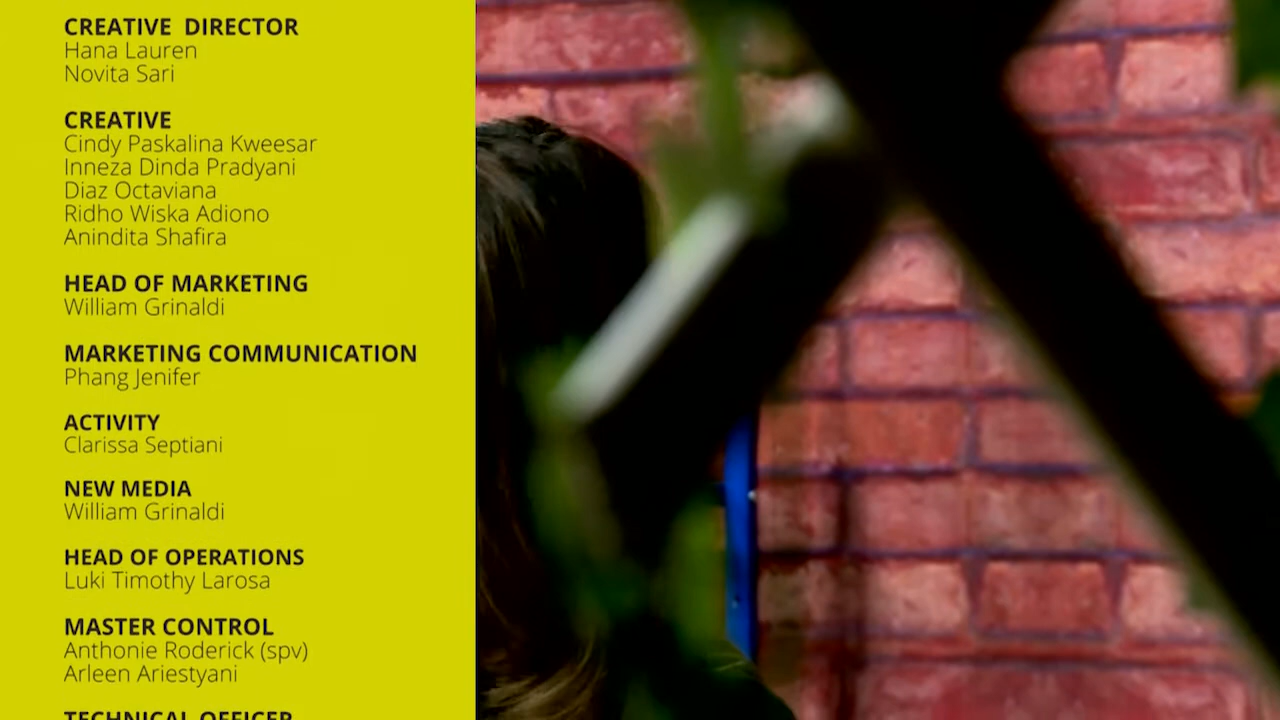 CREATIVE DIRECTOR
Hana Lauren
Novita Sari
CREATIVE
Cindy Paskalina Kweesar
Inneza Dinda Pradyani
Diaz Octaviana
Ridho Wiska Adiono
Anindita Shafira
HEAD OF MARKETING
William Grinaldi
MARKETING COMMUNICATION
Phang Jenifer
ACTIVITY
Clarissa Septiani
NEW MEDIA
William Grinaldi
HEAD OF OPERATIONS
Luki Timothy Larosa
MASTER CONTROL
Anthonie Roderick (spv)
Arleen Ariestyani
TECHNICAL OFFICER